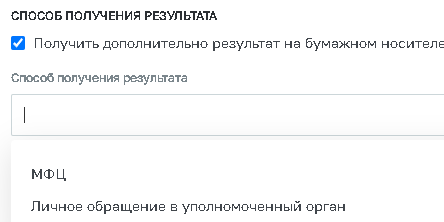 СПОСОБ ПОЛУЧЕНИЯ РЕЗУЛЬТАТА
Получить дополнительно результат на бумажном носителе
Способ получения результата
МФЦ
Личное обращение в уполномоченный орган